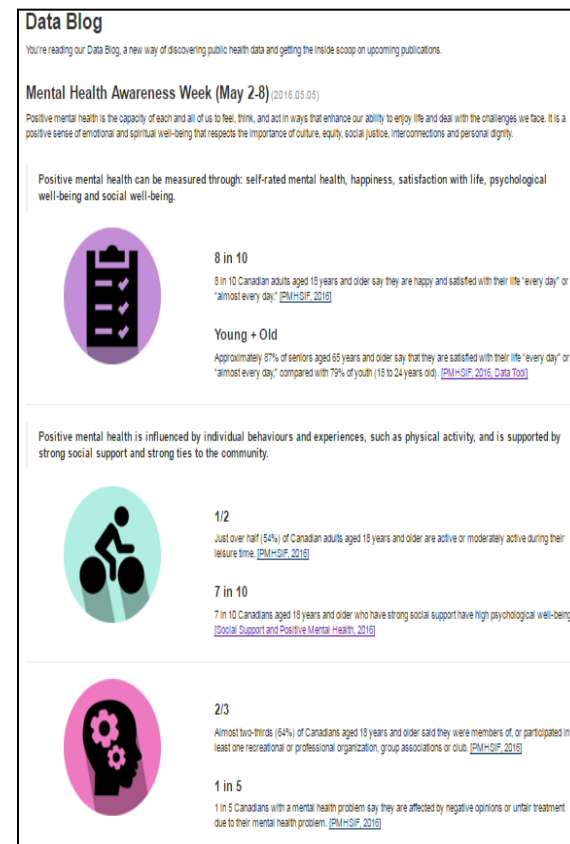 Data Blog
You're reading our Data Blog, a new way of discovering public health data and getting the inside scoop on upcoming publications.
Mental Health Awareness Week (May 2-8) (2016.05.05)
Positive mental health is the capacity of each and all of us to feel, think, and act in ways that enhance our ability to enjoy life and deal with the challenges we face. It is a
positive sense of emotional and spiritual well-being that respects the importance of culture, equity, social justice, interconnections and personal dignity.
Positive mental health can be measured through: self-rated mental health, happiness, satisfaction with life, psychological
well-being and social well-being.
8 in 10
8 in 10 Canadian adults aged 18 years and older say they are happy and satisfied with their life "every day" or
"almost every day." [PMHSIF, 2016]
Young + Old
Approximately 87% of seniors aged 65 years and older say that they are satisfied with their life "every day" or
"almost every day," compared with 79% of youth (18 to 24 years old). [PMHSIF, 2016, Data Tool]
Positive mental health is influenced by individual behaviours and experiences, such as physical activity, and is supported by
strong social support and strong ties to the community.
1/2
Just over half (54%) of Canadian adults aged 18 years and older are active or moderately active during their
leisure time. [PMHSIF, 2016]
7 in 10
7 in 10 Canadians aged 18 years and older who have strong social support have high psychological well-being
[Social Support and Positive Mental Health, 2016]
2/3
Almost two-thirds (64%) of Canadians aged 18 years and older said they were members of, or participated in
least one recreational or professional organization, group associations or club. [PMHSIF, 2016]
1 in 5
1 in 5 Canadians with a mental health problem say they are affected by negative opinions or unfair treatment
due to their mental health problem. [PMHSIF, 2016]